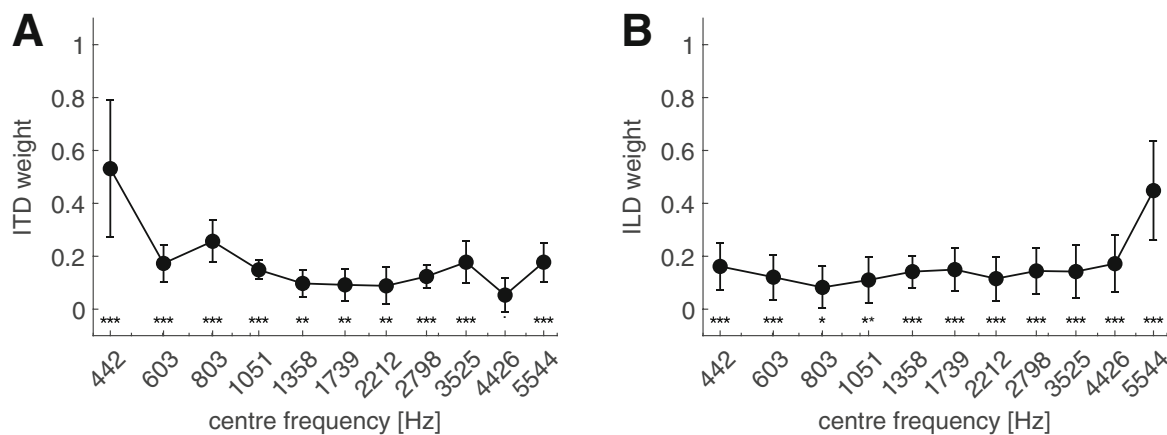 A
ITD weight
1
0.8
0.6
0.4
0.2
0
*** *** *** *** ** ** ** *** *** . ***
442 603 803 1051 1358 1739 2212 2798 3525 4426 5544
centre frequency [Hz]
B
ILD weight
1
0.8
0.6
0.4
0.2
0
*** *** * ** *** *** *** *** *** *** ***
442 603 803 1051 1358 1739 2212 2798 3525 4426 5544
centre frequency [Hz]